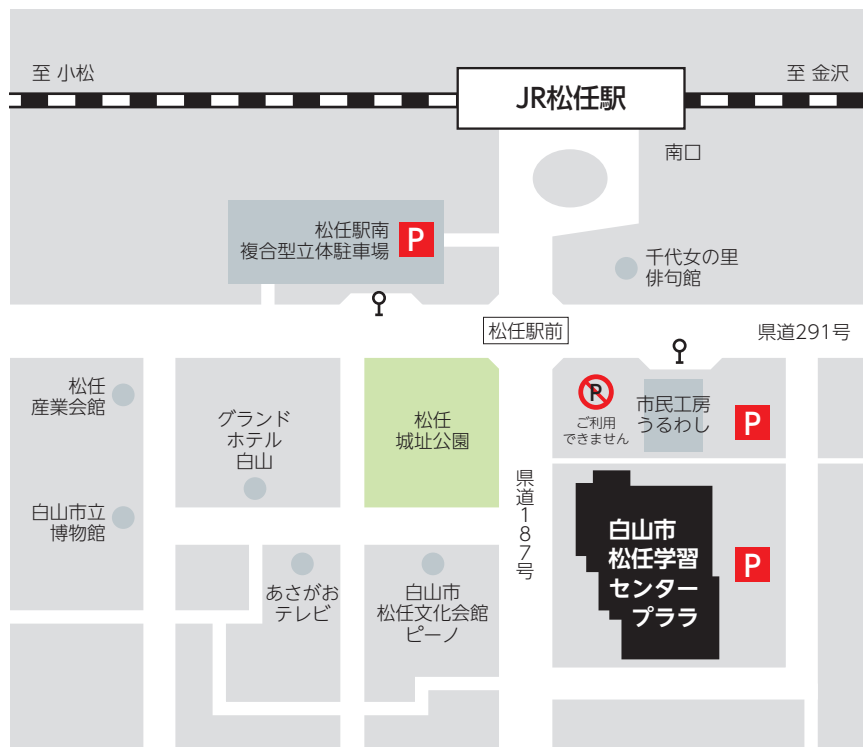 至 小松
至 金沢
JR松任駅
南口
松任駅南
複合型立体駐車場
P
千代女の里
俳句館
松任駅前
県道291号
松任
産業会館
グランド
ホテル
白山
松任
城址公園
P
ご利用
できません
市民工房
うるわし
P
白山市立
博物館
県道187号
白山市
松任学習
センター
プララ
P
あさがお
テレビ
白山市
松任文化会館
ピーノ